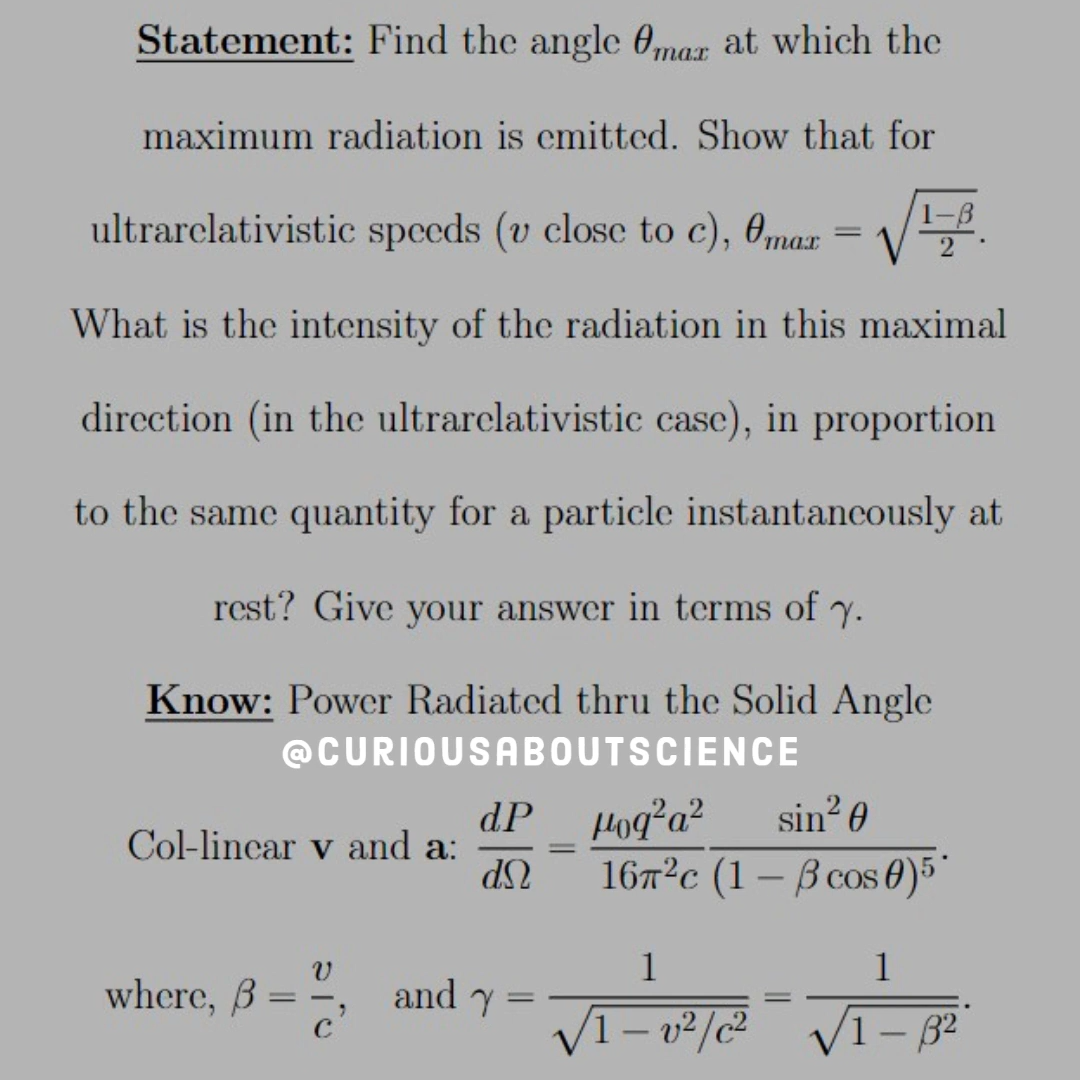 Statement: Find the angle θ_max at which the
maximum radiation is emitted. Show that for
ultrarelativistic speeds (v close to c), θ_max = √((1−β)/2).
What is the intensity of the radiation in this maximal
direction (in the ultrarelativistic case), in proportion
to the same quantity for a particle instantaneously at
rest? Give your answer in terms of γ.
Know: Power Radiated thru the Solid Angle
@CURIOUSABOUTSCIENCE
Col-linear v and a: dP/dΩ = (μ₀q²a²)/(16π²c) (sin² θ)/((1 − β cos θ)⁵).
where, β = v/c, and γ = 1/√(1 − v²/c²) = 1/√(1 − β²).